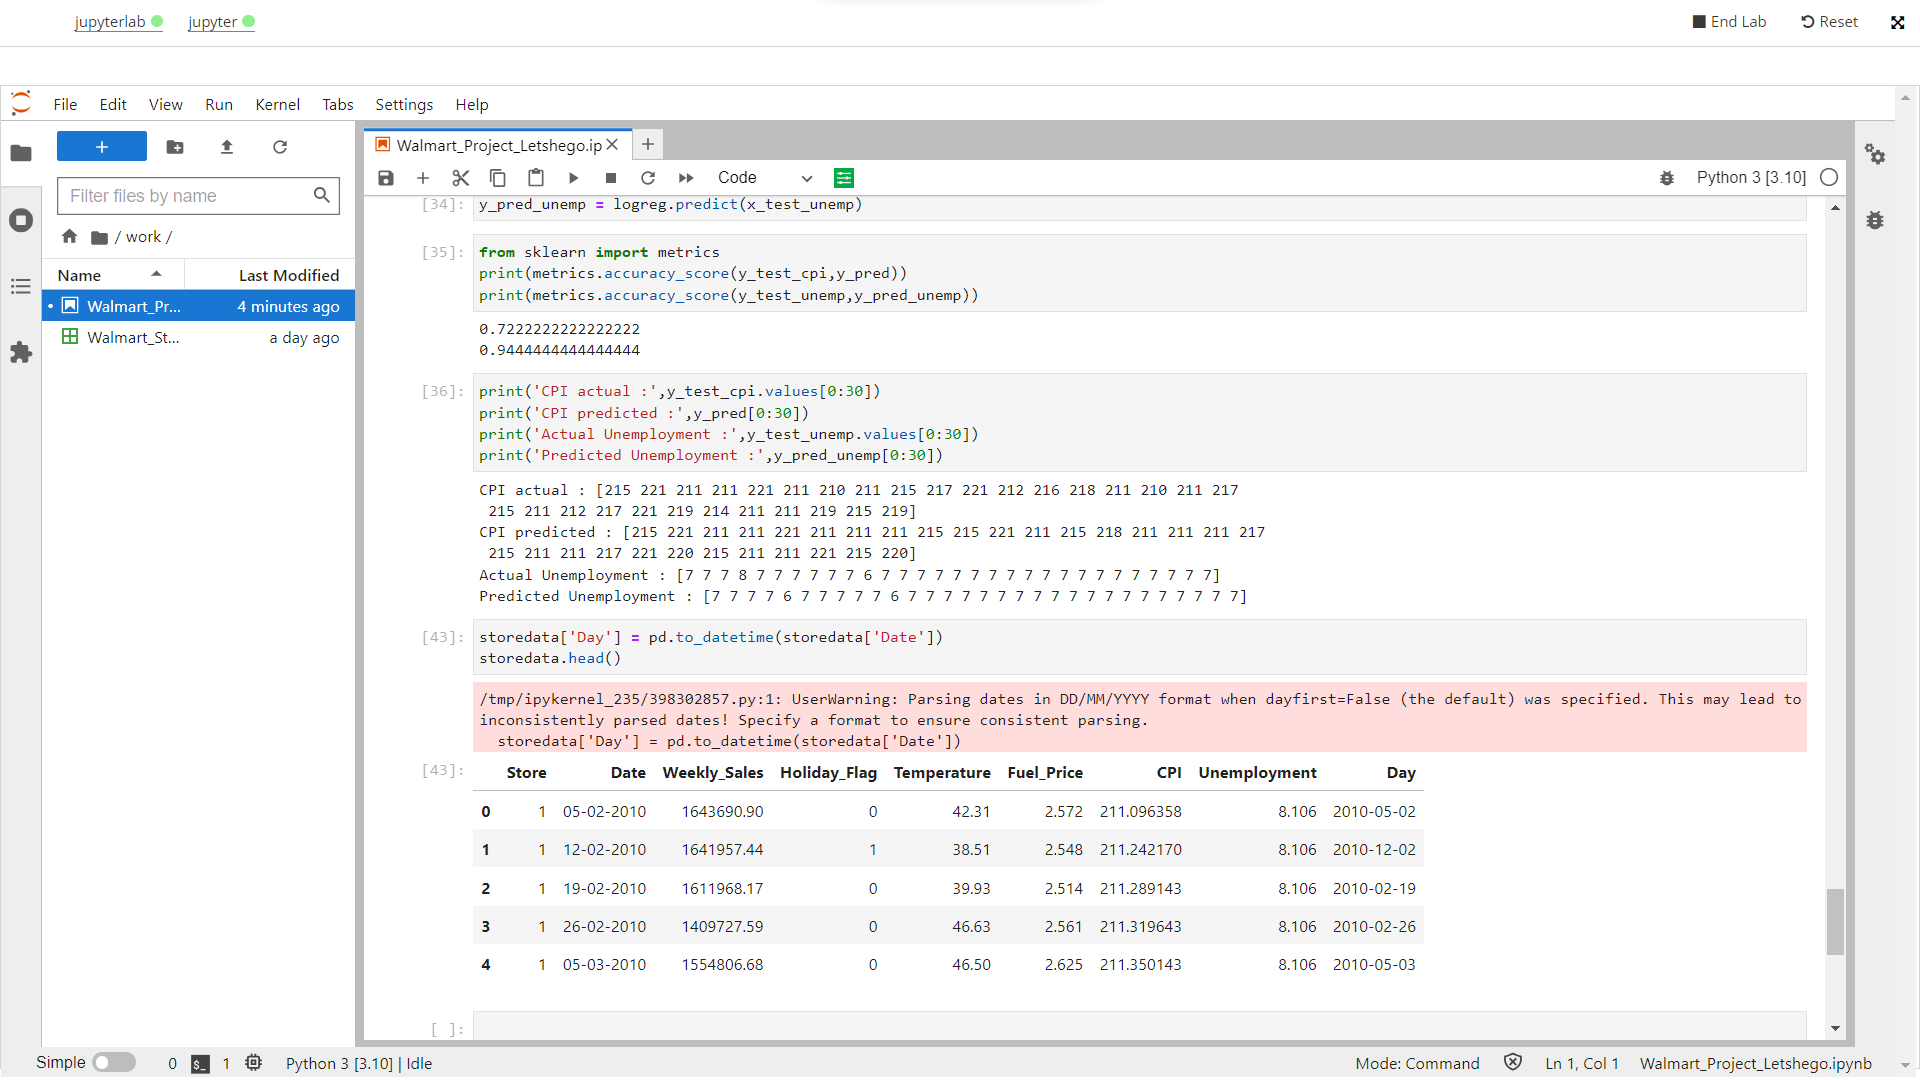 jupyterlab jupyter End Lab Reset
File Edit View Run Kernel Tabs Settings Help
+
Filter files by name
/ work /
Name Last Modified
Walmart_Pr... 4 minutes ago
Walmart_St... a day ago
Walmart_Project_Letshego.ip
Code Python 3 [3.10]
[34]: y_pred_unemp = logreg.predict(x_test_unemp)
[35]: from sklearn import metrics
print(metrics.accuracy_score(y_test_cpi,y_pred))
print(metrics.accuracy_score(y_test_unemp,y_pred_unemp))
0.7222222222222222
0.9444444444444444
[36]: print('CPI actual :',y_test_cpi.values[0:30])
print('CPI predicted :',y_pred[0:30])
print('Actual Unemployment :',y_test_unemp.values[0:30])
print('Predicted Unemployment :',y_pred_unemp[0:30])
CPI actual : [215 221 211 211 221 211 210 211 215 217 221 212 216 218 211 210 211 217
215 211 212 217 221 219 214 211 211 219 215 219]
CPI predicted : [215 221 211 211 221 211 211 211 215 215 221 211 215 218 211 211 211 217
215 211 211 217 221 220 215 211 211 221 215 220]
Actual Unemployment : [7 7 7 8 7 7 7 7 7 7 6 7 7 7 7 7 7 7 7 7 7 7 7 7 7 7 7 7 7 7]
Predicted Unemployment : [7 7 7 7 6 7 7 7 7 7 6 7 7 7 7 7 7 7 7 7 7 7 7 7 7 7 7 7 7 7]
[43]: storedata['Day'] = pd.to_datetime(storedata['Date'])
storedata.head()
/tmp/ipykernel_235/398302857.py:1: UserWarning: Parsing dates in DD/MM/YYYY format when dayfirst=False (the default) was specified. This may lead to
inconsistently parsed dates! Specify a format to ensure consistent parsing.
storedata['Day'] = pd.to_datetime(storedata['Date'])
[43]: Store Date Weekly_Sales Holiday_Flag Temperature Fuel_Price CPI Unemployment Day
0 1 05-02-2010 1643690.90 0 42.31 2.572 211.096358 8.106 2010-05-02
1 1 12-02-2010 1641957.44 1 38.51 2.548 211.242170 8.106 2010-12-02
2 1 19-02-2010 1611968.17 0 39.93 2.514 211.289143 8.106 2010-02-19
3 1 26-02-2010 1409727.59 0 46.63 2.561 211.319643 8.106 2010-02-26
4 1 05-03-2010 1554806.68 0 46.50 2.625 211.350143 8.106 2010-05-03
[ ]:
Simple 0 $_ 1 Python 3 [3.10] | Idle Mode: Command Ln 1, Col 1 Walmart_Project_Letshego.ipynb